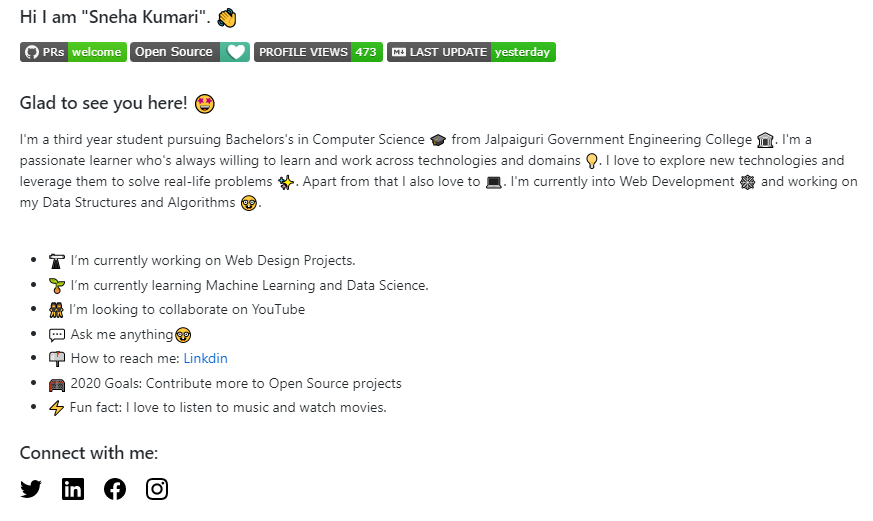 Hi I am "Sneha Kumari". 👋
PRs welcome Open Source PROFILE VIEWS 473 LAST UPDATE yesterday
Glad to see you here! 🤩
I'm a third year student pursuing Bachelors's in Computer Science 🎓 from Jalpaiguri Government Engineering College 🏛. I'm a
passionate learner who's always willing to learn and work across technologies and domains 💡. I love to explore new technologies and
leverage them to solve real-life problems ✨. Apart from that I also love to 💻. I'm currently into Web Development 🕸 and working on
my Data Structures and Algorithms 🤓.
• 🔭 I’m currently working on Web Design Projects.
• 🌱 I’m currently learning Machine Learning and Data Science.
• 👯 I’m looking to collaborate on YouTube
• 💬 Ask me anything🤓
• 📫 How to reach me: Linkdin
• 🥅 2020 Goals: Contribute more to Open Source projects
• ⚡ Fun fact: I love to listen to music and watch movies.
Connect with me: